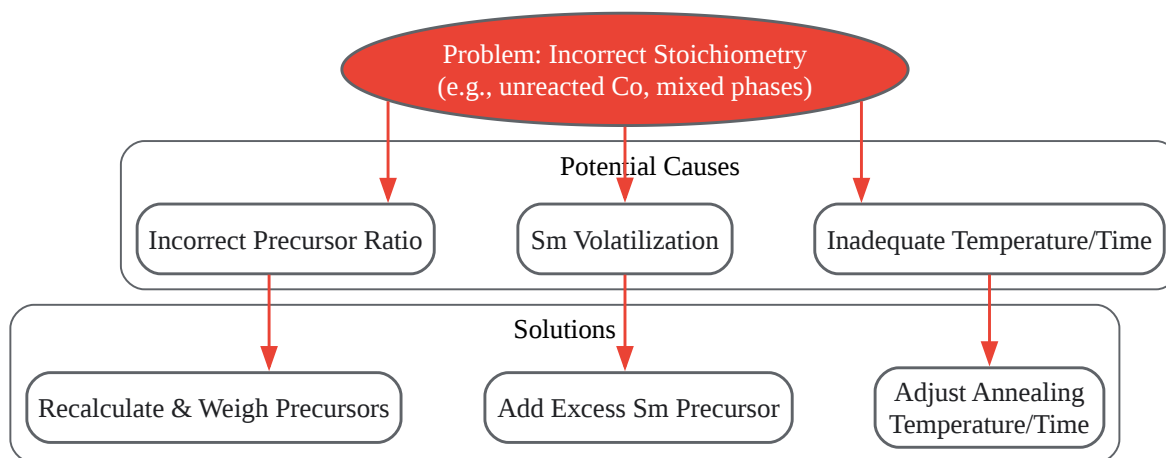 Problem: Incorrect Stoichiometry
(e.g., unreacted Co, mixed phases)
Potential Causes
Incorrect Precursor Ratio
Sm Volatilization
Inadequate Temperature/Time
Solutions
Recalculate & Weigh Precursors
Add Excess Sm Precursor
Adjust Annealing
Temperature/Time